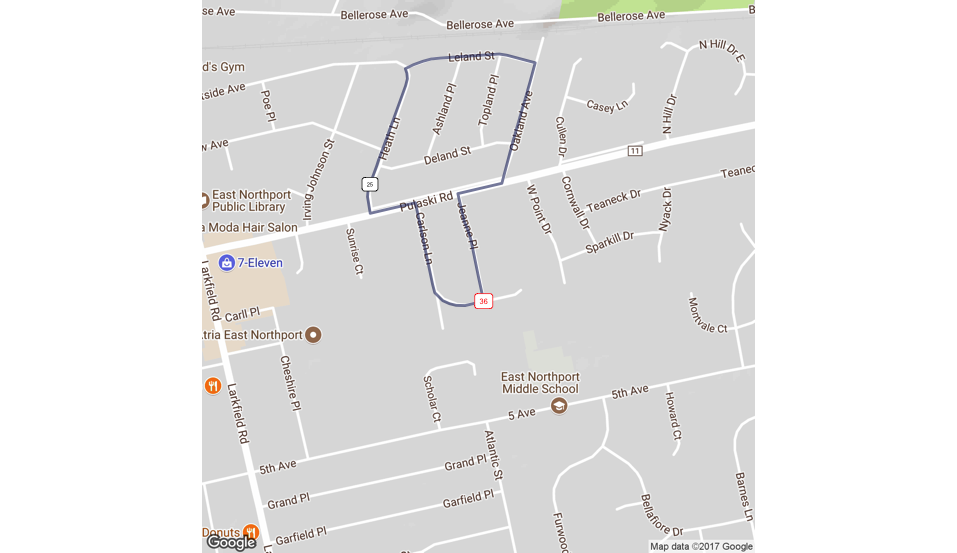 se Ave
Bellerose Ave
Bellerose Ave
Bellerose Ave
B
Leland St
N Hill Dr E
d's Gym
kside Ave
Poe Pl
Ashland Pl
Topland Pl
Oakland Ave
Casey Ln
N Hill Dr
Cullen Dr
Heath Ln
w Ave
Irving Johnson St
Deland St
11
Teanec
25
East Northport
Public Library
Pulaski Rd
W Point Dr
Cornwall Dr
Teaneck Dr
Nyack Dr
a Moda Hair Salon
Sunrise Ct
Carlson Ln
Jeanne Pl
Sparkill Dr
7-Eleven
Larkfield Rd
36
Carll Pl
Montvale Ct
tria East Northport
Cheshire Pl
Scholar Ct
East Northport
Middle School
5th Ave
Larkfield Rd
5 Ave
Howard Ct
Atlantic St
5th Ave
Grand Pl
Grand Pl
Garfield Pl
Barnes Ln
Bellafiore Dr
Furwood
Donuts
Garfield Pl
L
Google
Map data ©2017 Google